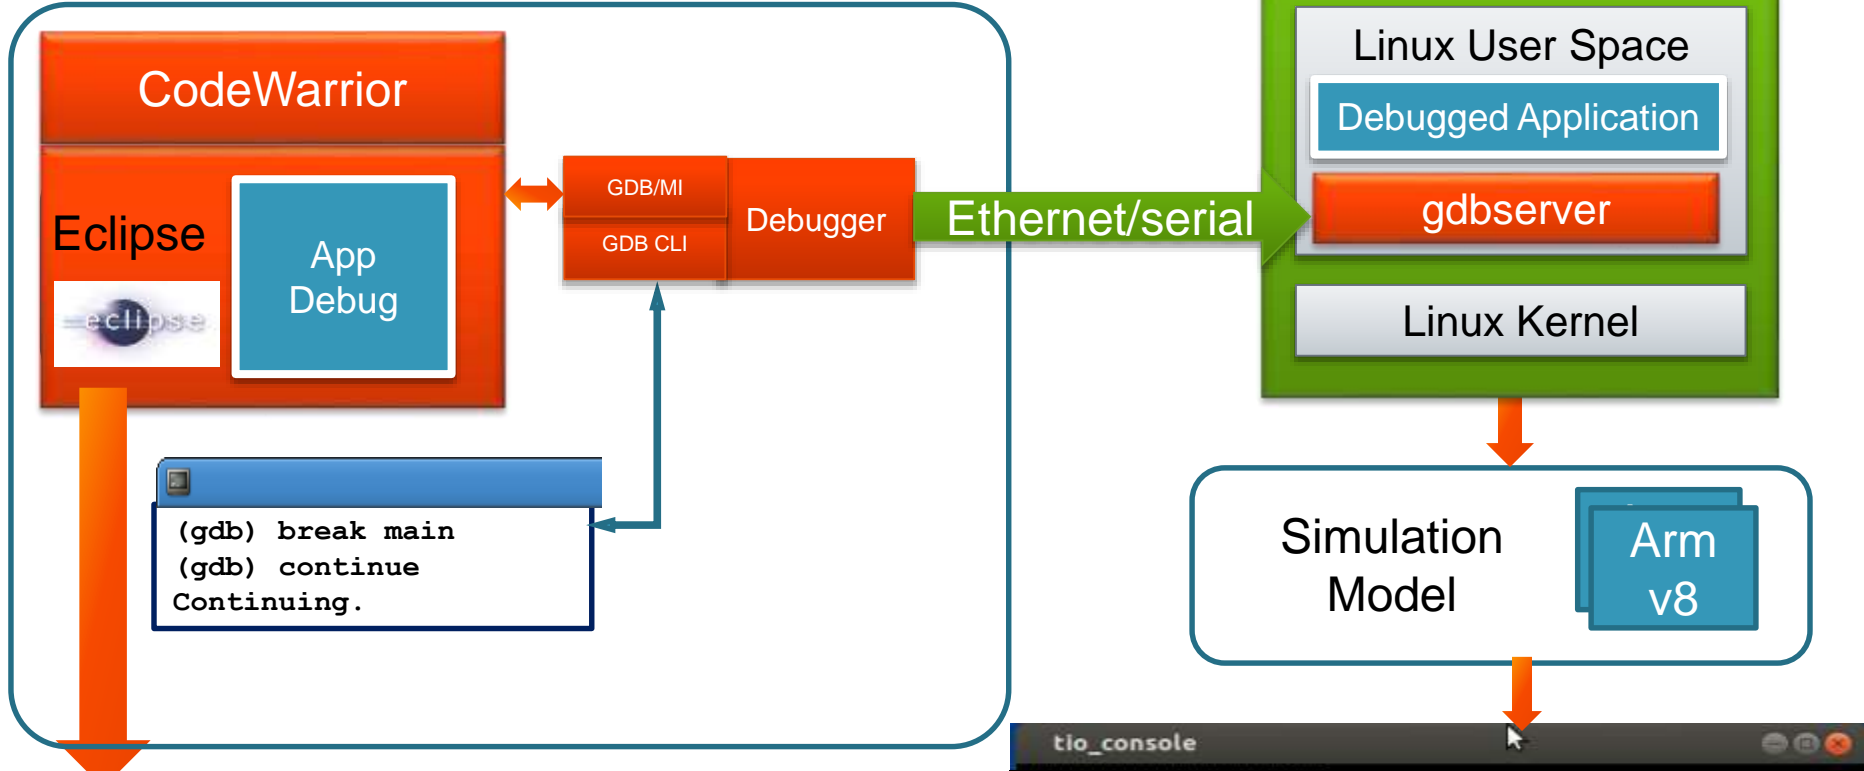 CodeWarrior
Eclipse
eclipse
App
Debug
GDB/MI
GDB CLI
Debugger
Ethernet/serial
Linux User Space
Debugged Application
gdbserver
Linux Kernel
(gdb) break main
(gdb) continue
Continuing.
Simulation
Model
Arm
v8
tio_console